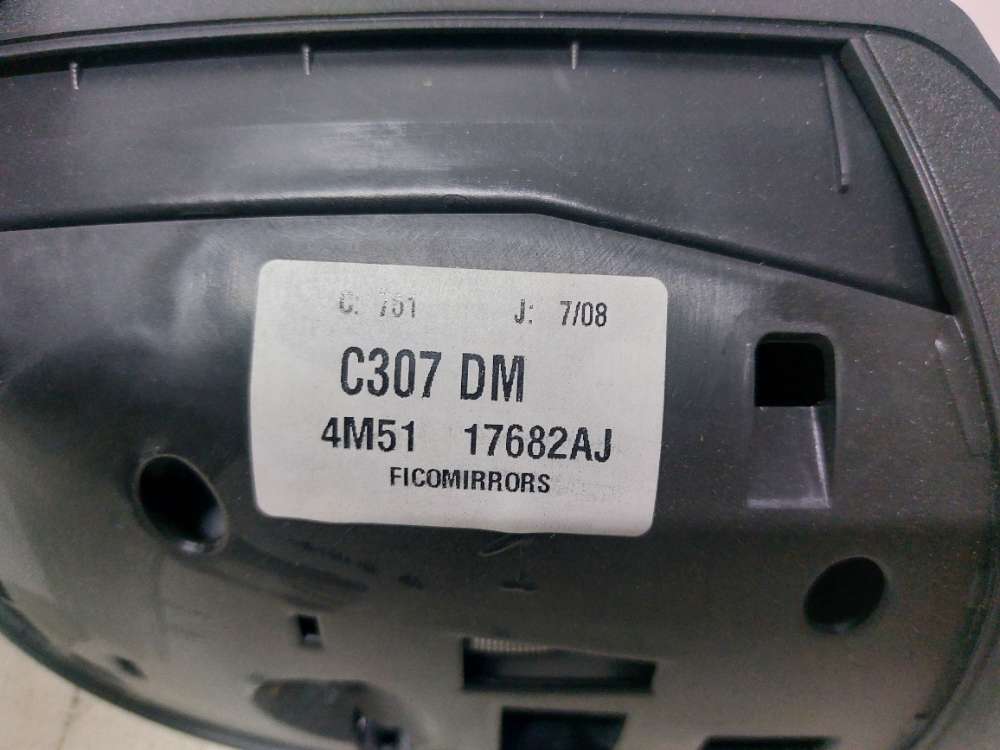 C: 751 J: 7/08
C307 DM
4M51 17682AJ
FICOMIRRORS